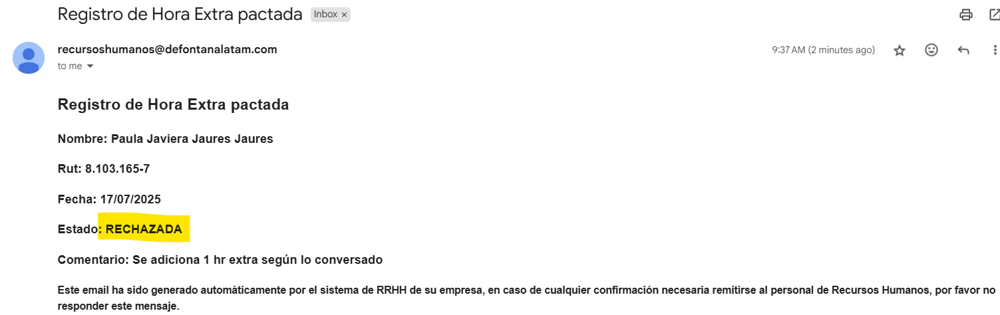 Registro de Hora Extra pactada Inbox ×
recursoshumanos@defontanalatam.com 9:37 AM (2 minutes ago)
to me
Registro de Hora Extra pactada
Nombre: Paula Javiera Jaures Jaures
Rut: 8.103.165-7
Fecha: 17/07/2025
Estado: RECHAZADA
Comentario: Se adiciona 1 hr extra según lo conversado
Este email ha sido generado automáticamente por el sistema de RRHH de su empresa, en caso de cualquier confirmación necesaria remitirse al personal de Recursos Humanos, por favor no
responder este mensaje.